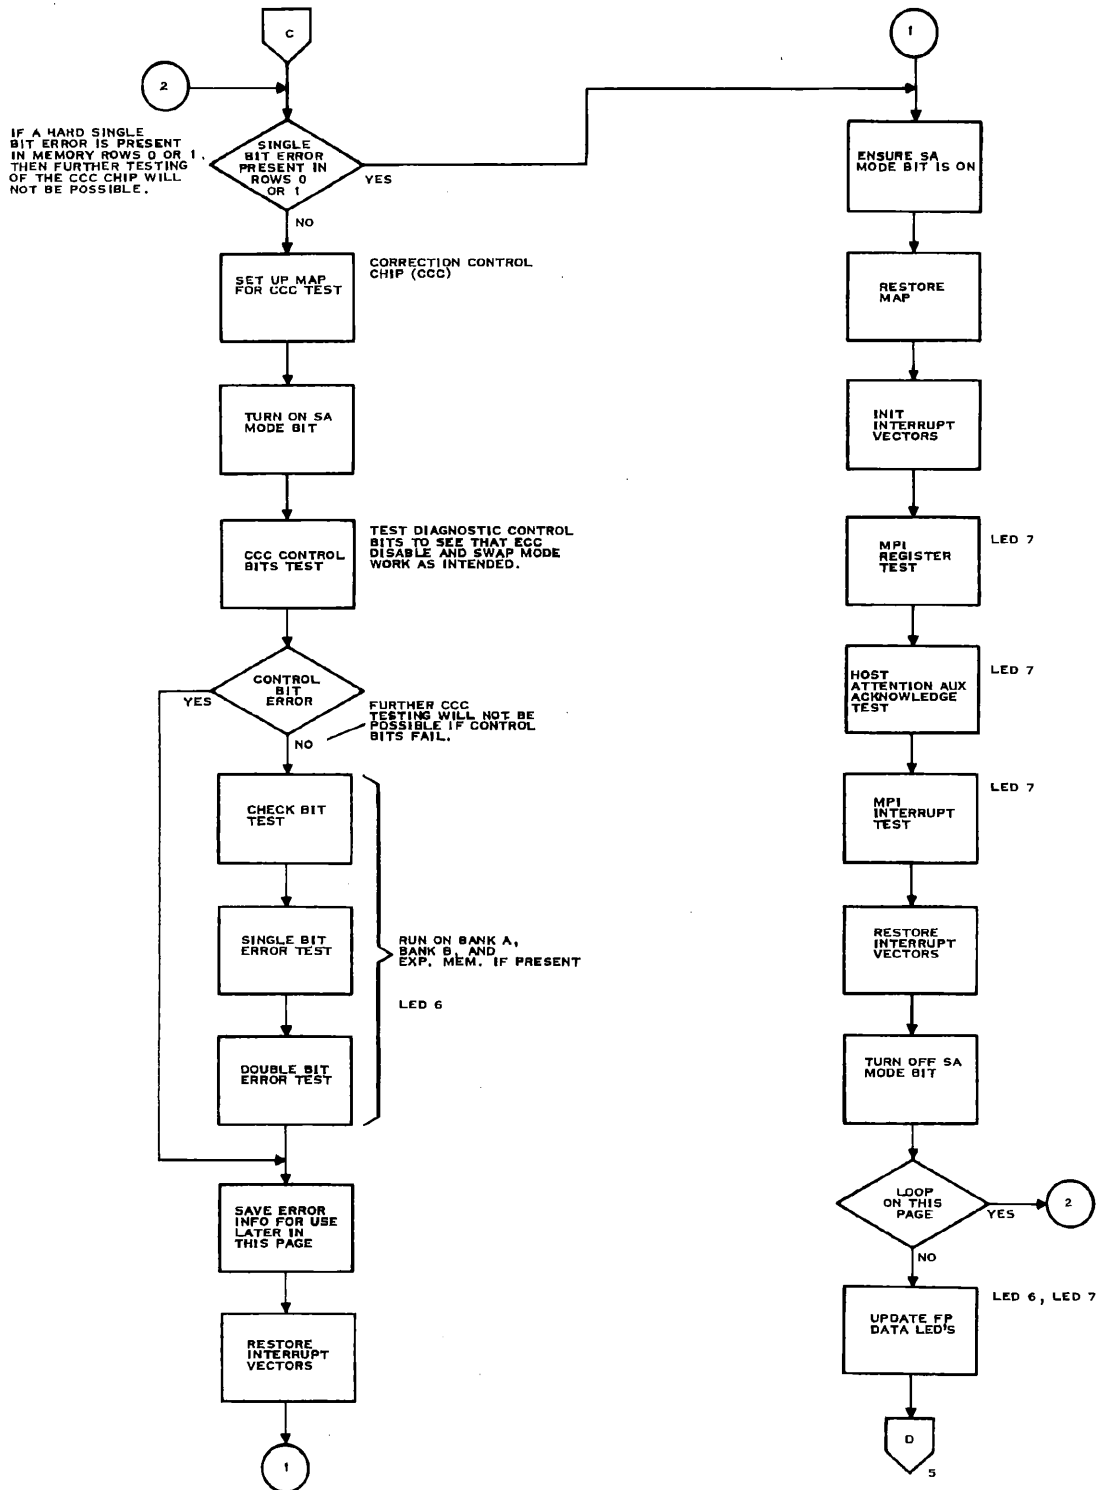 C
2
IF A HARD SINGLE
BIT ERROR IS PRESENT
IN MEMORY ROWS 0 OR 1,
THEN FURTHER TESTING
OF THE CCC CHIP WILL
NOT BE POSSIBLE.
SINGLE
BIT ERROR
PRESENT IN
ROWS 0
OR 1
YES
NO
SET UP MAP
FOR CCC TEST
CORRECTION CONTROL
CHIP (CCC)
TURN ON SA
MODE BIT
CCC CONTROL
BITS TEST
TEST DIAGNOSTIC CONTROL
BITS TO SEE THAT ECC
DISABLE AND SWAP MODE
WORK AS INTENDED.
CONTROL
BIT
ERROR
YES
NO
FURTHER CCC
TESTING WILL NOT BE
POSSIBLE IF CONTROL
BITS FAIL.
CHECK BIT
TEST
SINGLE BIT
ERROR TEST
DOUBLE BIT
ERROR TEST
RUN ON BANK A,
BANK B, AND
EXP. MEM. IF PRESENT
LED 6
SAVE ERROR
INFO FOR USE
LATER IN
THIS PAGE
RESTORE
INTERRUPT
VECTORS
1
1
ENSURE SA
MODE BIT IS ON
RESTORE
MAP
INIT
INTERRUPT
VECTORS
MPI
REGISTER
TEST
LED 7
HOST
ATTENTION AUX
ACKNOWLEDGE
TEST
LED 7
MPI
INTERRUPT
TEST
LED 7
RESTORE
INTERRUPT
VECTORS
TURN OFF SA
MODE BIT
LOOP
ON THIS
PAGE
YES
2
NO
UPDATE FP
DATA LED'S
LED 6, LED 7
D
5